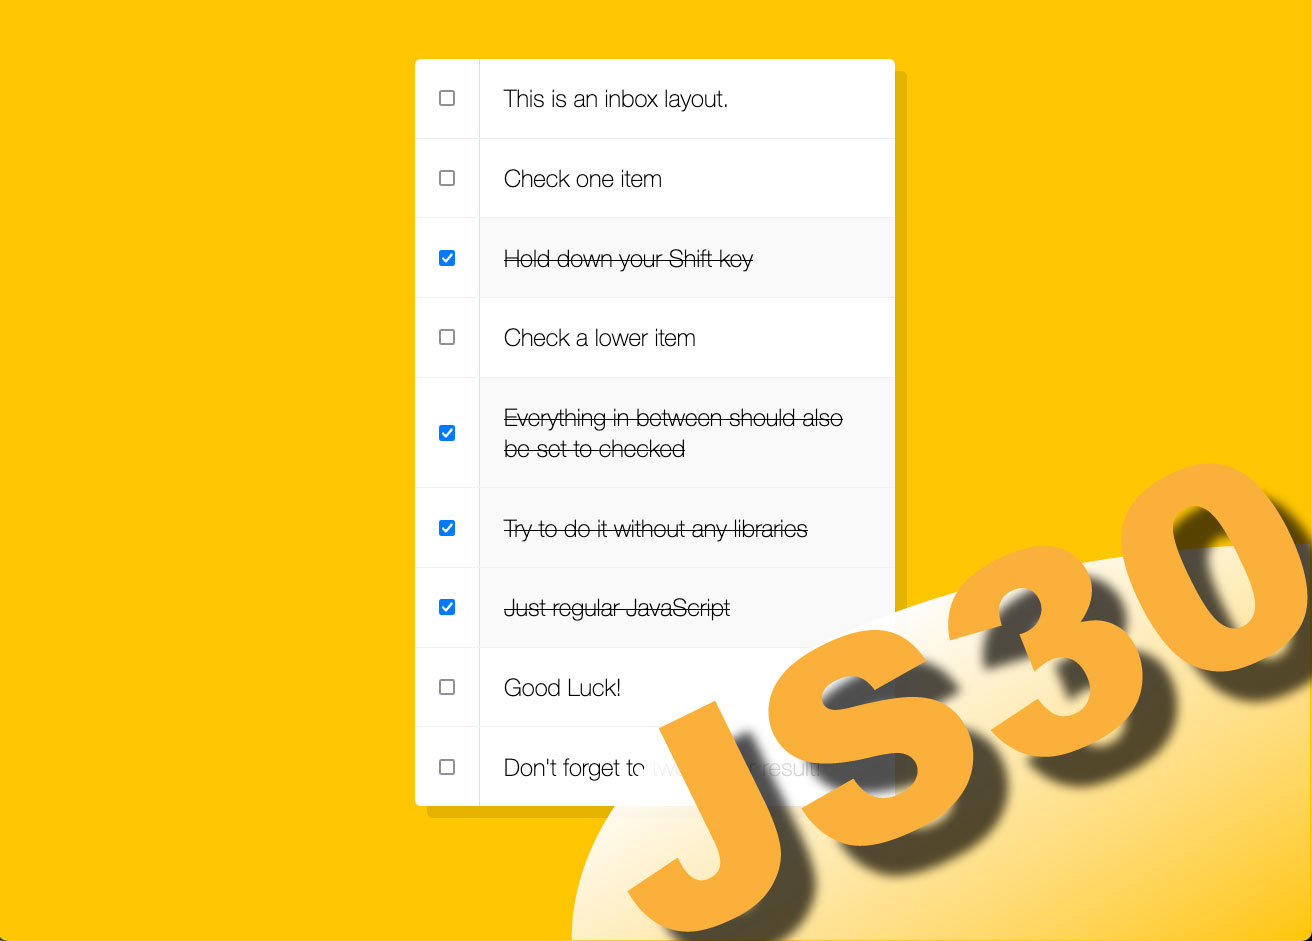 This is an inbox layout.
Check one item
Hold down your Shift key
Check a lower item
Everything in between should also
be set to checked
Try to do it without any libraries
Just regular JavaScript
Good Luck!
Don't forget to result!
JS30